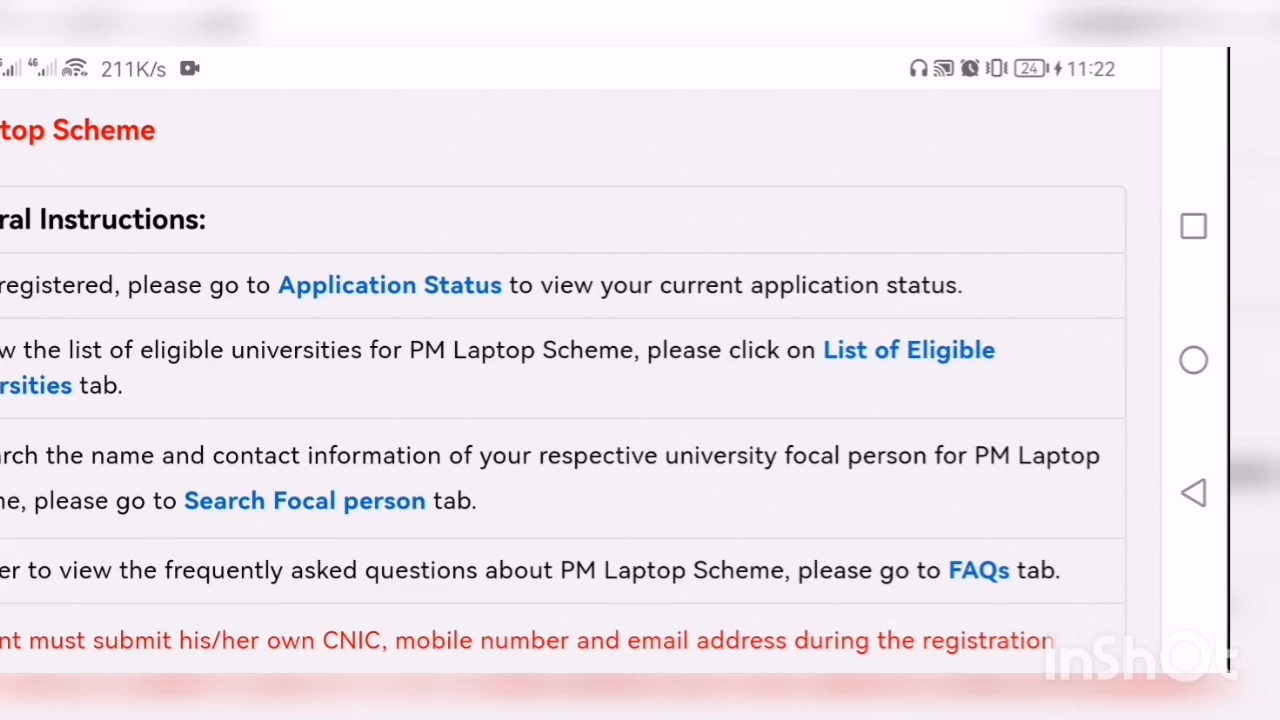 4G 211K/s 24 11:22
top Scheme
ral Instructions:
registered, please go to Application Status to view your current application status.
w the list of eligible universities for PM Laptop Scheme, please click on List of Eligible
rsities tab.
rch the name and contact information of your respective university focal person for PM Laptop
ne, please go to Search Focal person tab.
er to view the frequently asked questions about PM Laptop Scheme, please go to FAQs tab.
nt must submit his/her own CNIC, mobile number and email address during the registration
InShOt